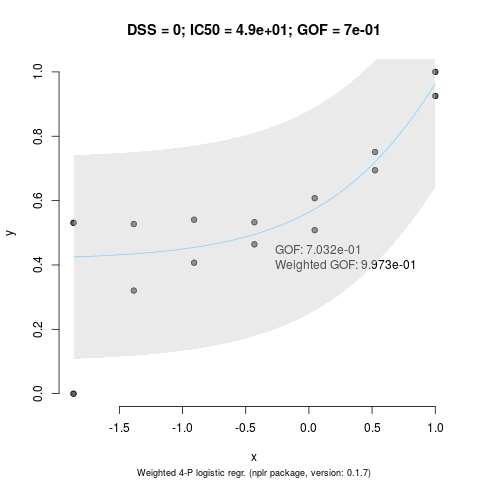 DSS = 0; IC50 = 4.9e+01; GOF = 7e-01
1.0
0.8
0.6
0.4
0.2
0.0
y
GOF: 7.032e-01
Weighted GOF: 9.973e-01
-1.5 -1.0 -0.5 0.0 0.5 1.0
x
Weighted 4-P logistic regr. (nplr package, version: 0.1.7)